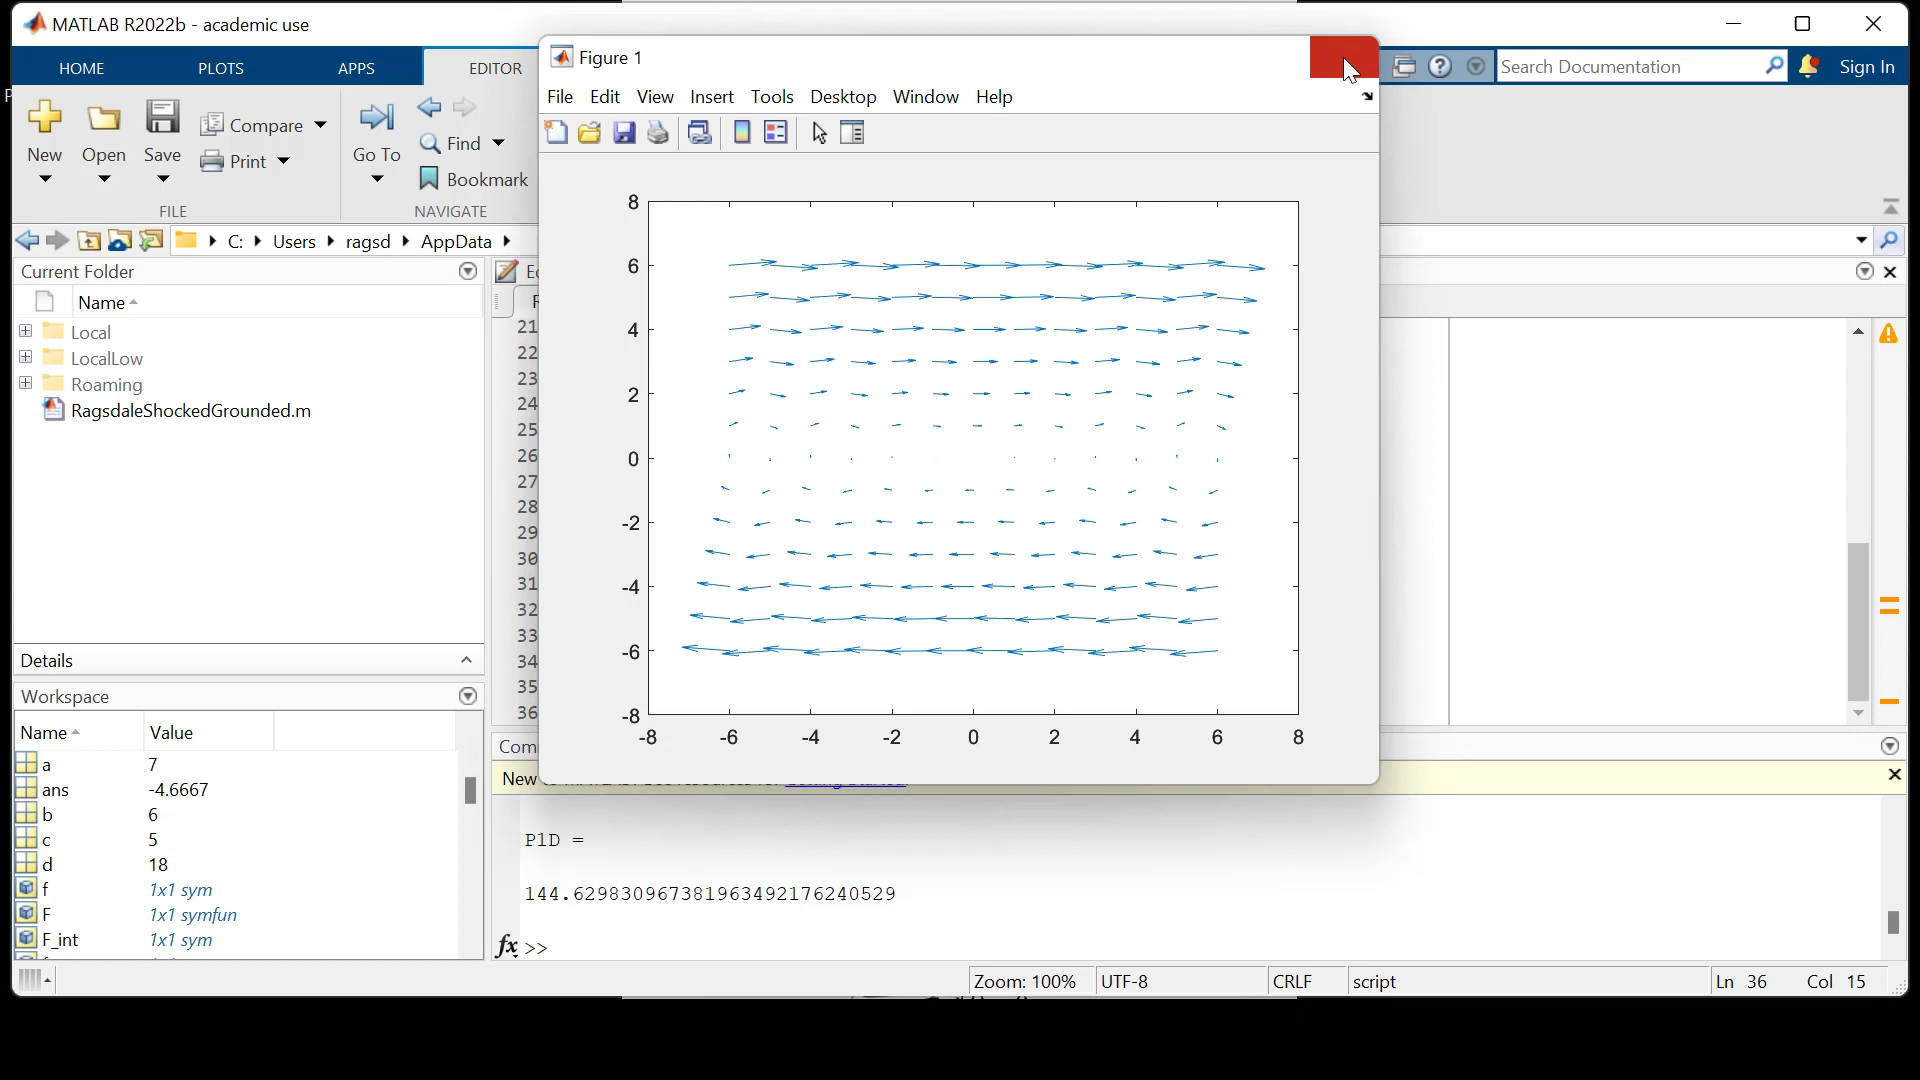 MATLAB R2022b - academic use
HOME PLOTS APPS EDITOR
Search Documentation
Sign In
New Open Save Compare Print
FILE
Go To Find Bookmark
NAVIGATE
C: Users ragsd AppData
Current Folder
Name
Local
LocalLow
Roaming
RagsdaleShockedGrounded.m
Details
Workspace
Name Value
a 7
ans -4.6667
b 6
c 5
d 18
f 1x1 sym
F 1x1 symfun
F_int 1x1 sym
Figure 1
File Edit View Insert Tools Desktop Window Help
8
6
4
2
0
-2
-4
-6
-8
-8 -6 -4 -2 0 2 4 6 8
21
22
23
24
25
26
27
28
29
30
31
32
33
34
35
36
New
P1D =
144.629830967381963492176240529
fx >>
Zoom: 100% UTF-8 CRLF script Ln 36 Col 15